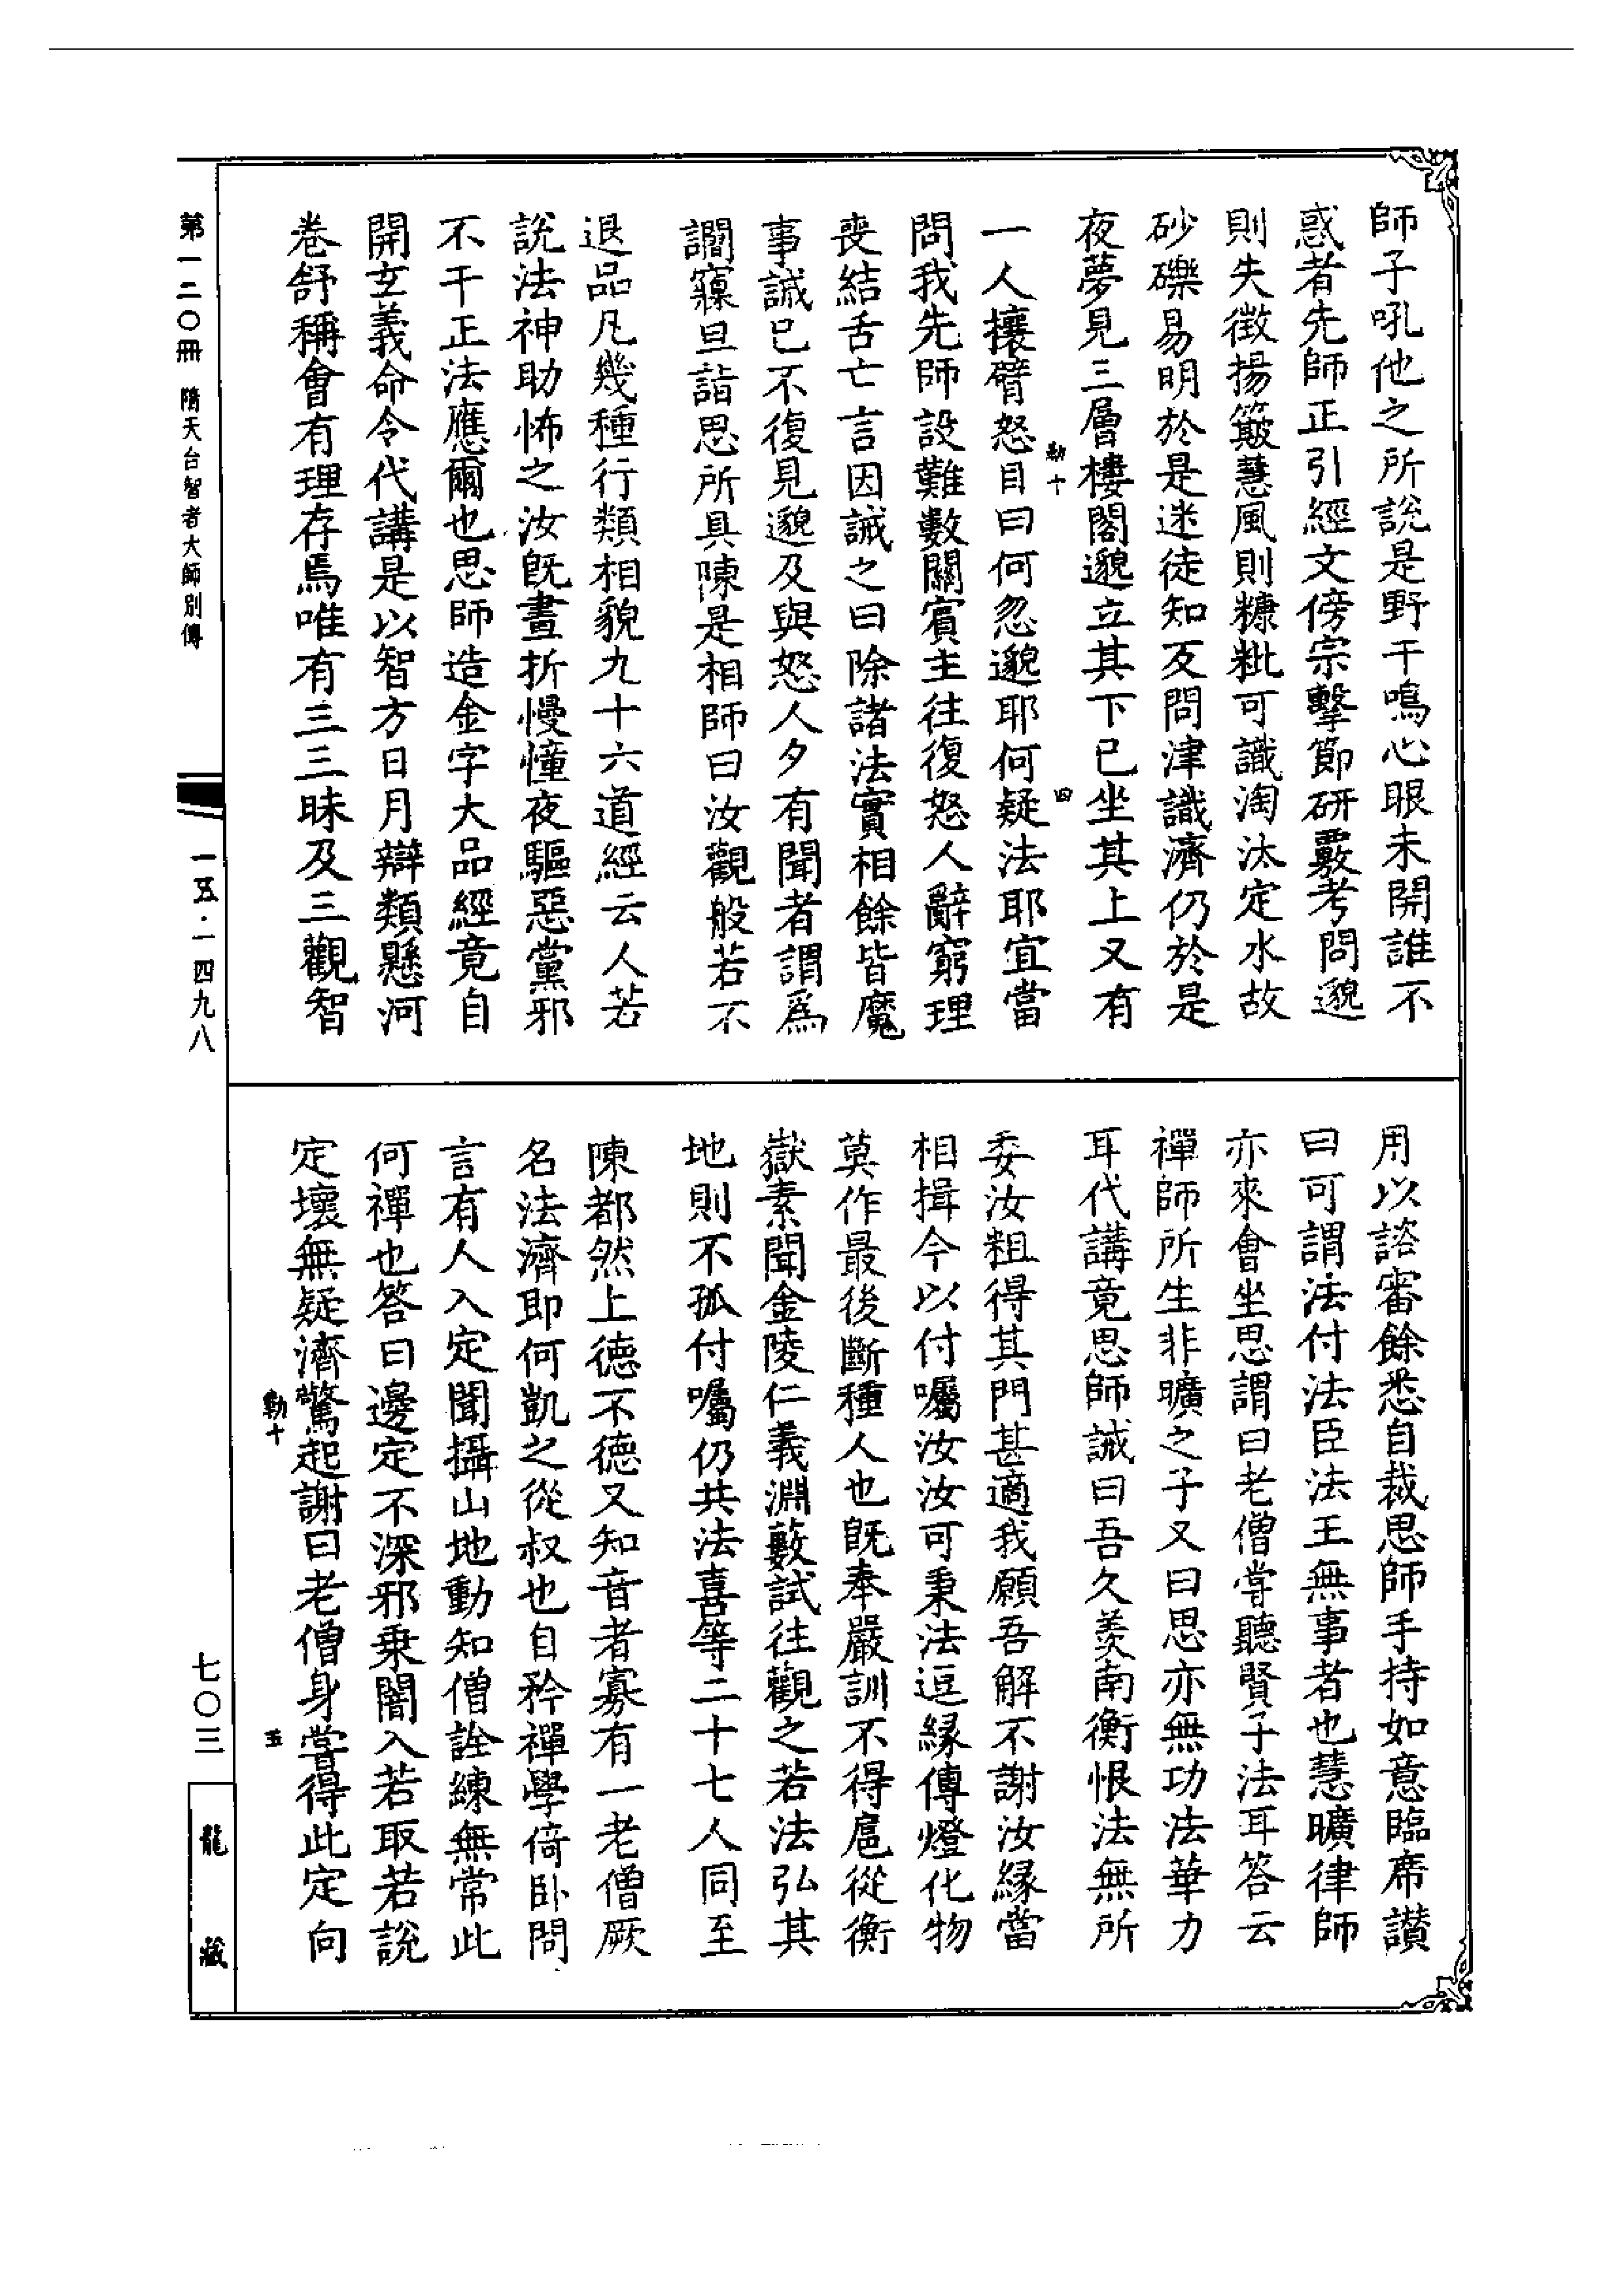 師子吼他之所說是野干鳴心眼未開誰不
惑者先師正引經文傍宗擊節研覈考問邈
則失徵揚簸慧風則糠粃可識淘汰定水故
砂礫易明於是迷徒知反問津識濟仍於是
夜夢見三層樓閣邈立其下已坐其上又有
勒十 四
一人攘臂怒目曰何忽邈耶何疑法耶宜當
問我先師設難數關賓主往復怒人辭窮理
喪結舌亡言因誡之曰除諸法實相餘皆魔
事誡已不復見邈及與怒人夕有聞者謂爲
讇寱旦詣思所具陳是相師曰汝觀般若不
退品凡幾種行類相貌九十六道經云人若
說法神助怖之汝旣晝折慢幢夜驅惡黨邪
不干正法應爾也思師造金字大品經竟自
開玄義命令代講是以智方日月辯類懸河
卷舒稱會有理存焉唯有三三昧及三觀智
用以諮審餘悉自裁思師手持如意臨席讚
曰可謂法付法臣法王無事者也慧曠律師
亦來會坐思謂曰老僧嘗聽賢子法耳答云
禪師所生非曠之子又曰思亦無功法華力
耳代講竟思師誡曰吾久羨南衡恨法無所
委汝粗得其門甚適我願吾解不謝汝緣當
相揖今以付囑汝汝可秉法逗緣傳燈化物
莫作最後斷種人也旣奉嚴訓不得扈從衡
嶽素聞金陵仁義淵藪試往觀之若法弘其
地則不孤付囑仍共法喜等二十七人同至
陳都然上德不德又知音者寡有一老僧厥
名法濟即何凱之從叔也自矜禪學倚臥問
言有人入定聞攝山地動知僧詮練無常此
何禪也答曰邊定不深邪乗闇入若取若說
定壞無疑濟驚起謝曰老僧身嘗得此定向
勒十 五
第一二〇冊 隋天台智者大師別傳
一五·一四九八
七〇三
龍藏